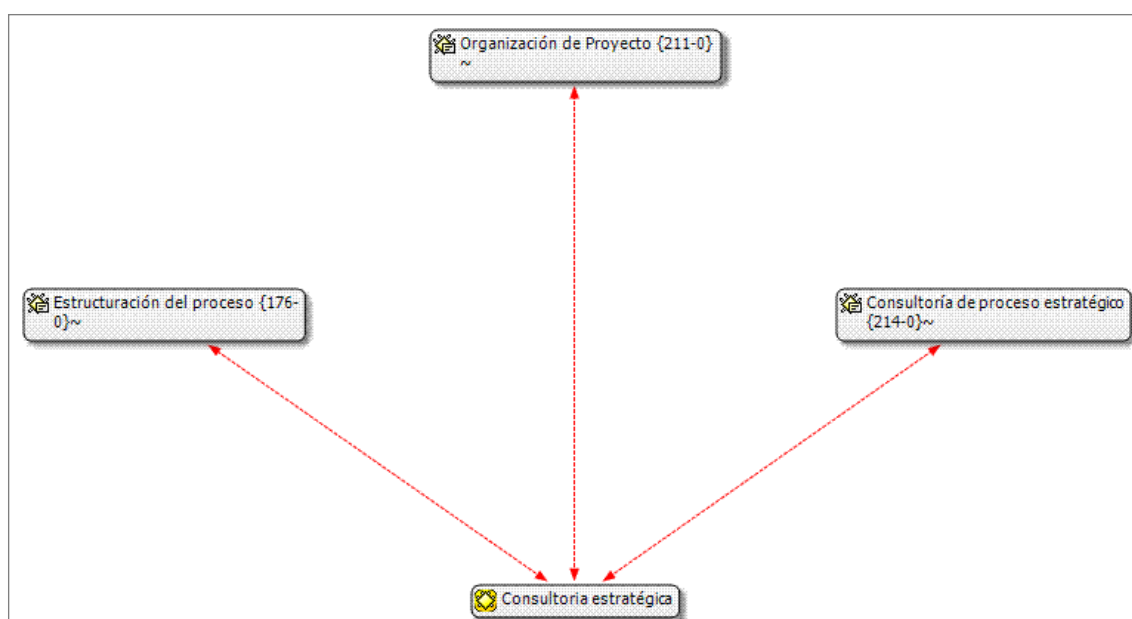 Organización de Proyecto {211-0}
~
Estructuración del proceso {176-
0}~
Consultoría de proceso estratégico
{214-0}~
Consultoria estratégica